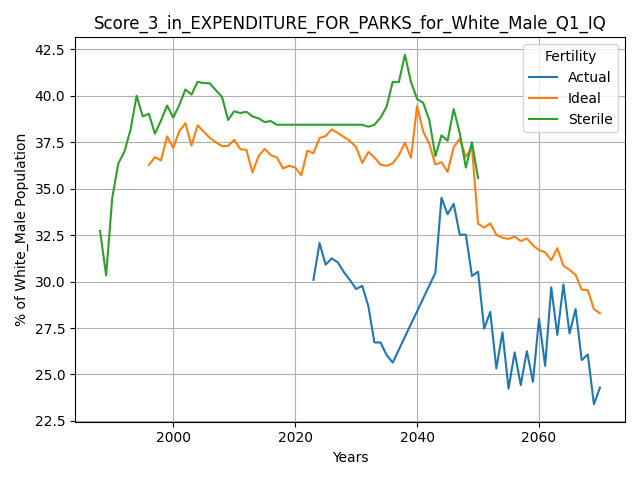 Score_3_in_EXPENDITURE_FOR_PARKS_for_White_Male_Q1_IQ
Fertility
Actual
Ideal
Sterile
% of White_Male Population
42.5
40.0
37.5
35.0
32.5
30.0
27.5
25.0
22.5
2000
2020
2040
2060
Years